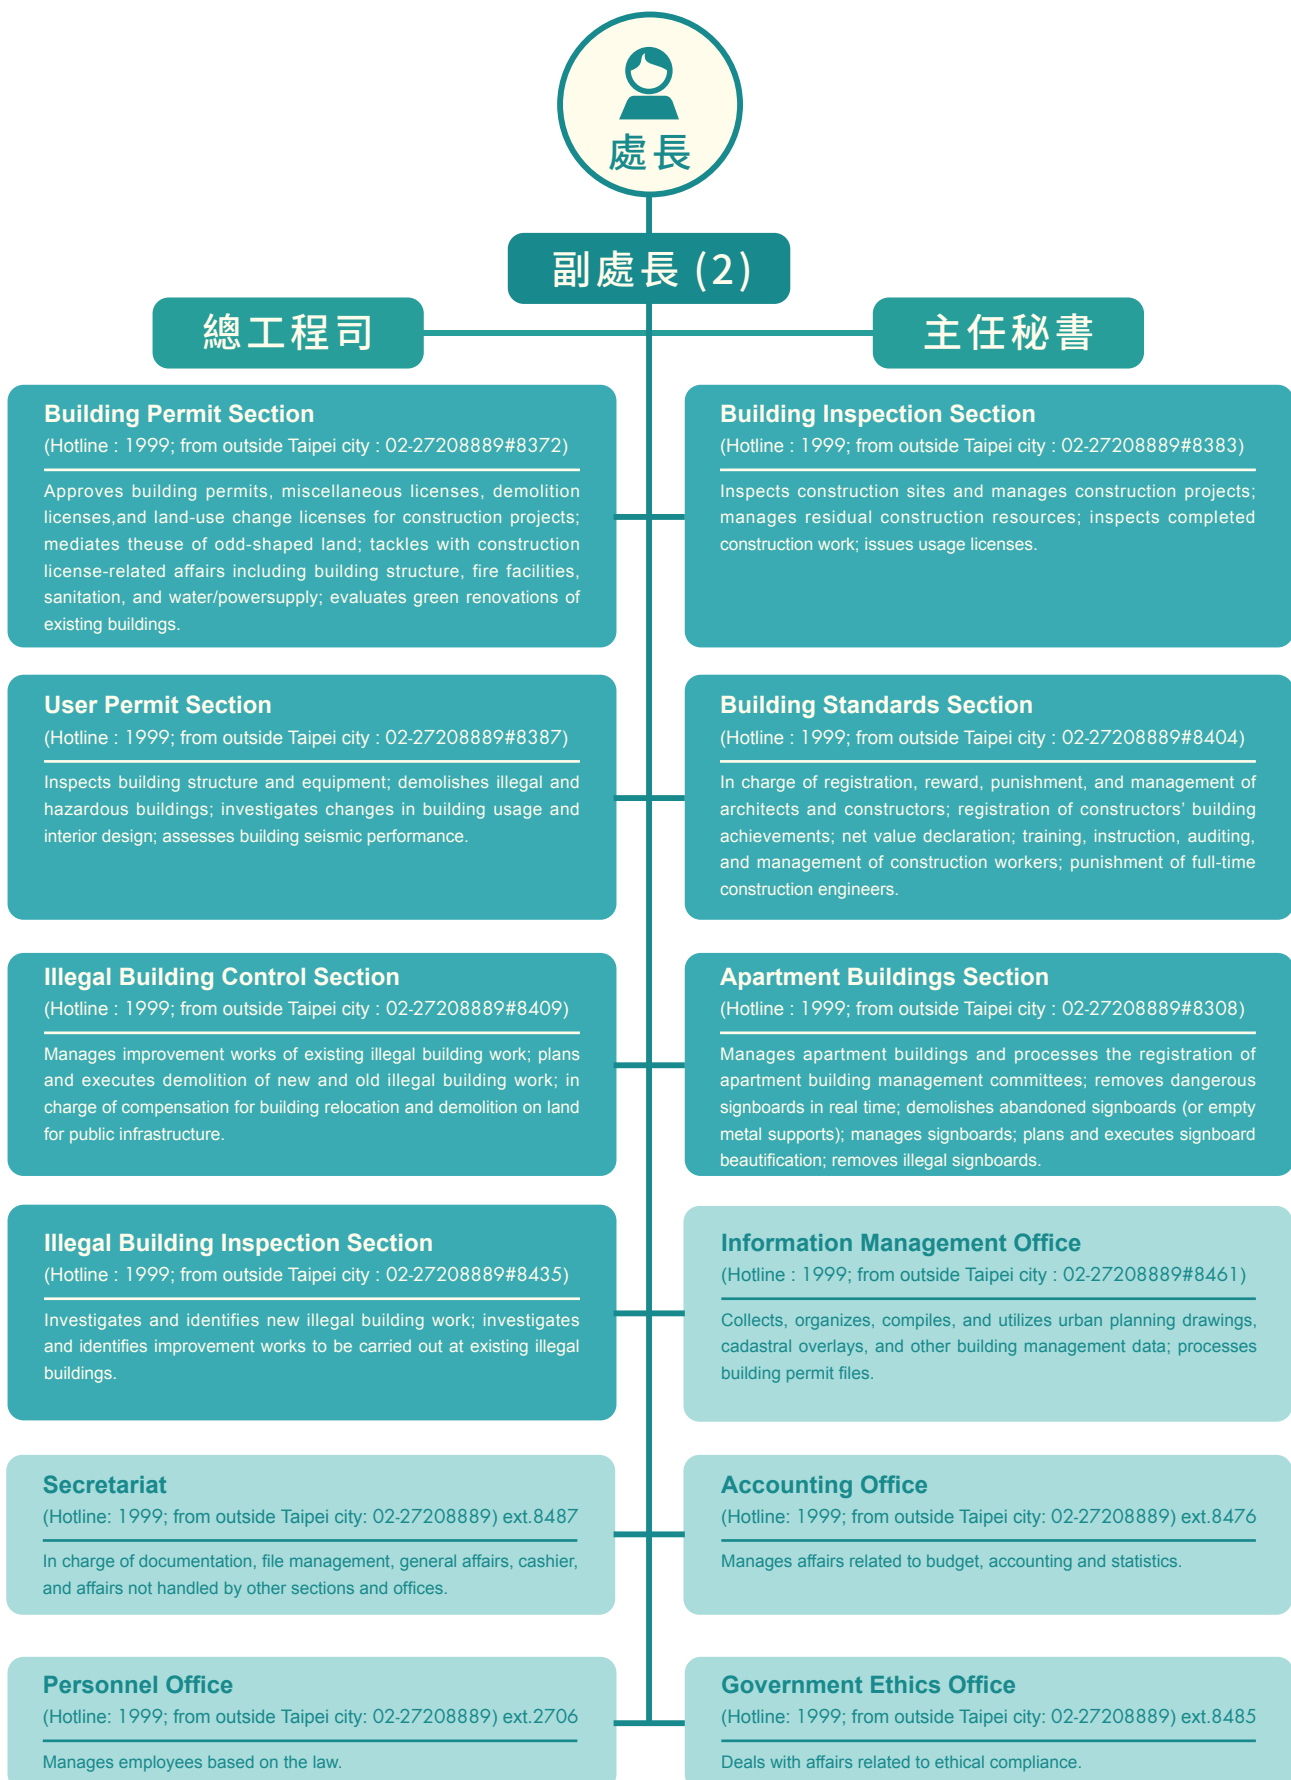 處長
副處長 (2)
總工程司
主任秘書
Building Permit Section
(Hotline : 1999; from outside Taipei city : 02-27208889#8372)
Approves building permits, miscellaneous licenses, demolition
licenses,and land-use change licenses for construction projects;
mediates theuse of odd-shaped land; tackles with construction
license-related affairs including building structure, fire facilities,
sanitation, and water/powersupply; evaluates green renovations of
existing buildings.
Building Inspection Section
(Hotline : 1999; from outside Taipei city : 02-27208889#8383)
Inspects construction sites and manages construction projects;
manages residual construction resources; inspects completed
construction work; issues usage licenses.
User Permit Section
(Hotline : 1999; from outside Taipei city : 02-27208889#8387)
Inspects building structure and equipment; demolishes illegal and
hazardous buildings; investigates changes in building usage and
interior design; assesses building seismic performance.
Building Standards Section
(Hotline : 1999; from outside Taipei city : 02-27208889#8404)
In charge of registration, reward, punishment, and management of
architects and constructors; registration of constructors’ building
achievements; net value declaration; training, instruction, auditing,
and management of construction workers; punishment of full-time
construction engineers.
Illegal Building Control Section
(Hotline : 1999; from outside Taipei city : 02-27208889#8409)
Manages improvement works of existing illegal building work; plans
and executes demolition of new and old illegal building work; in
charge of compensation for building relocation and demolition on land
for public infrastructure.
Apartment Buildings Section
(Hotline : 1999; from outside Taipei city : 02-27208889#8308)
Manages apartment buildings and processes the registration of
apartment building management committees; removes dangerous
signboards in real time; demolishes abandoned signboards (or empty
metal supports); manages signboards; plans and executes signboard
beautification; removes illegal signboards.
Illegal Building Inspection Section
(Hotline : 1999; from outside Taipei city : 02-27208889#8435)
Investigates and identifies new illegal building work; investigates
and identifies improvement works to be carried out at existing illegal
buildings.
Information Management Office
(Hotline : 1999; from outside Taipei city : 02-27208889#8461)
Collects, organizes, compiles, and utilizes urban planning drawings,
cadastral overlays, and other building management data; processes
building permit files.
Secretariat
(Hotline: 1999; from outside Taipei city: 02-27208889) ext.8487
In charge of documentation, file management, general affairs, cashier,
and affairs not handled by other sections and offices.
Accounting Office
(Hotline: 1999; from outside Taipei city: 02-27208889) ext.8476
Manages affairs related to budget, accounting and statistics.
Personnel Office
(Hotline: 1999; from outside Taipei city: 02-27208889) ext.2706
Manages employees based on the law.
Government Ethics Office
(Hotline: 1999; from outside Taipei city: 02-27208889) ext.8485
Deals with affairs related to ethical compliance.